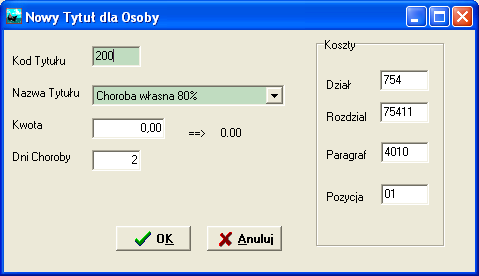 Nowy Tytuł dla Osoby
Kod Tytułu 200
Nazwa Tytułu Choroba własna 80%
Kwota 0,00 ==> 0.00
Dni Choroby 2
OK
Anuluj
Koszty
Dział 754
Rozdział 75411
Paragraf 4010
Pozycja 01